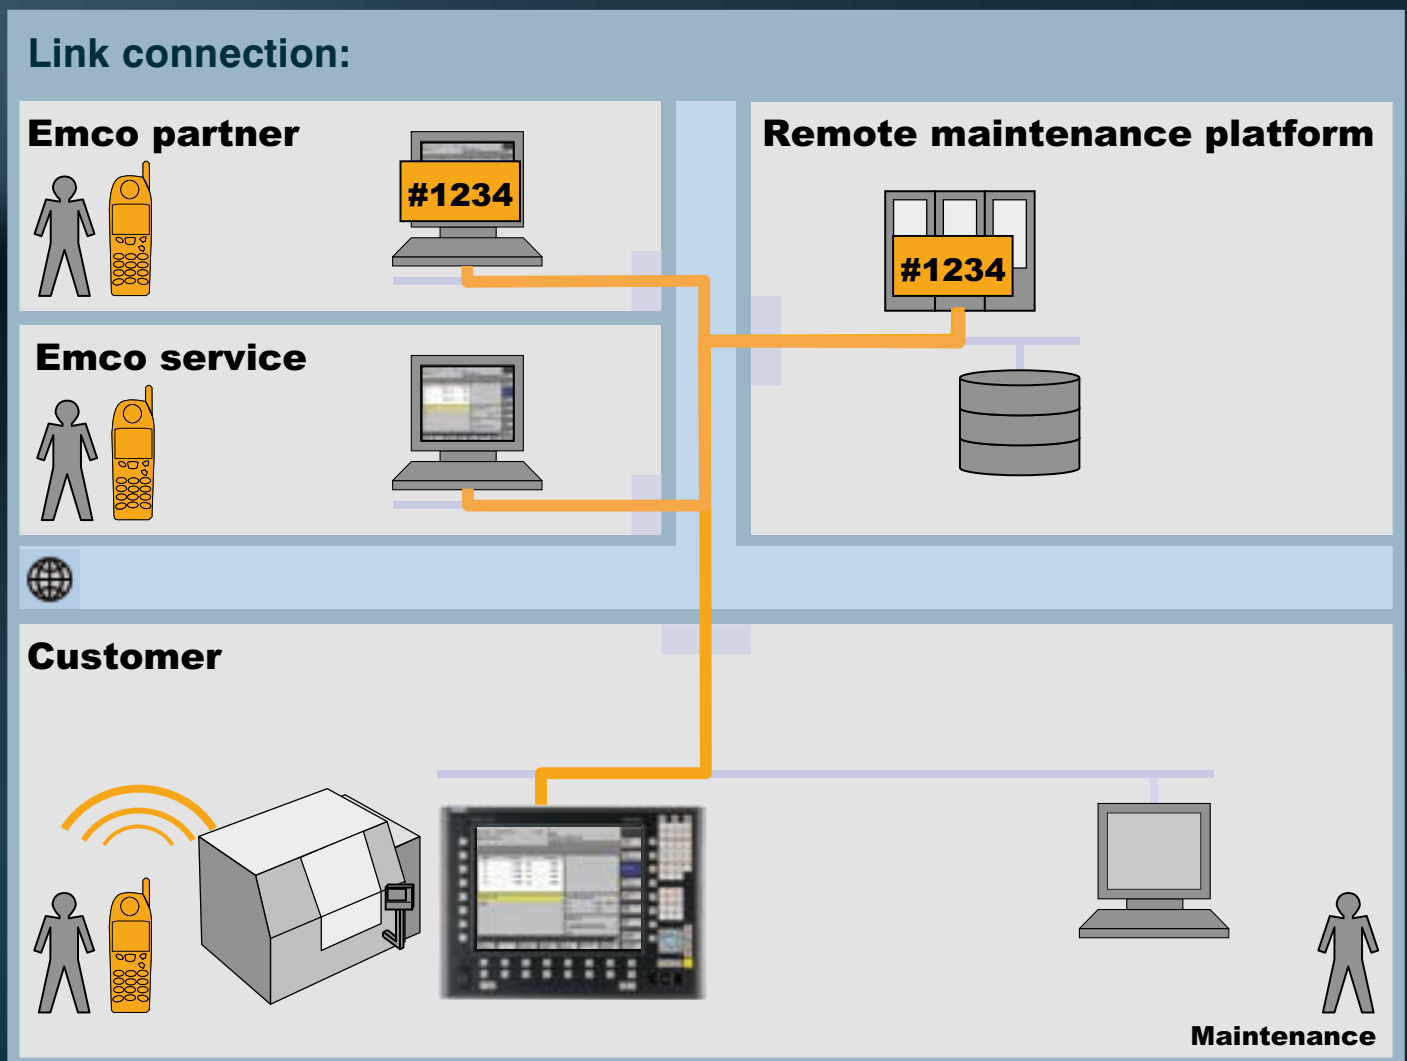 Link connection:
Emco partner
#1234
Remote maintenance platform
#1234
Emco service
Customer
Maintenance